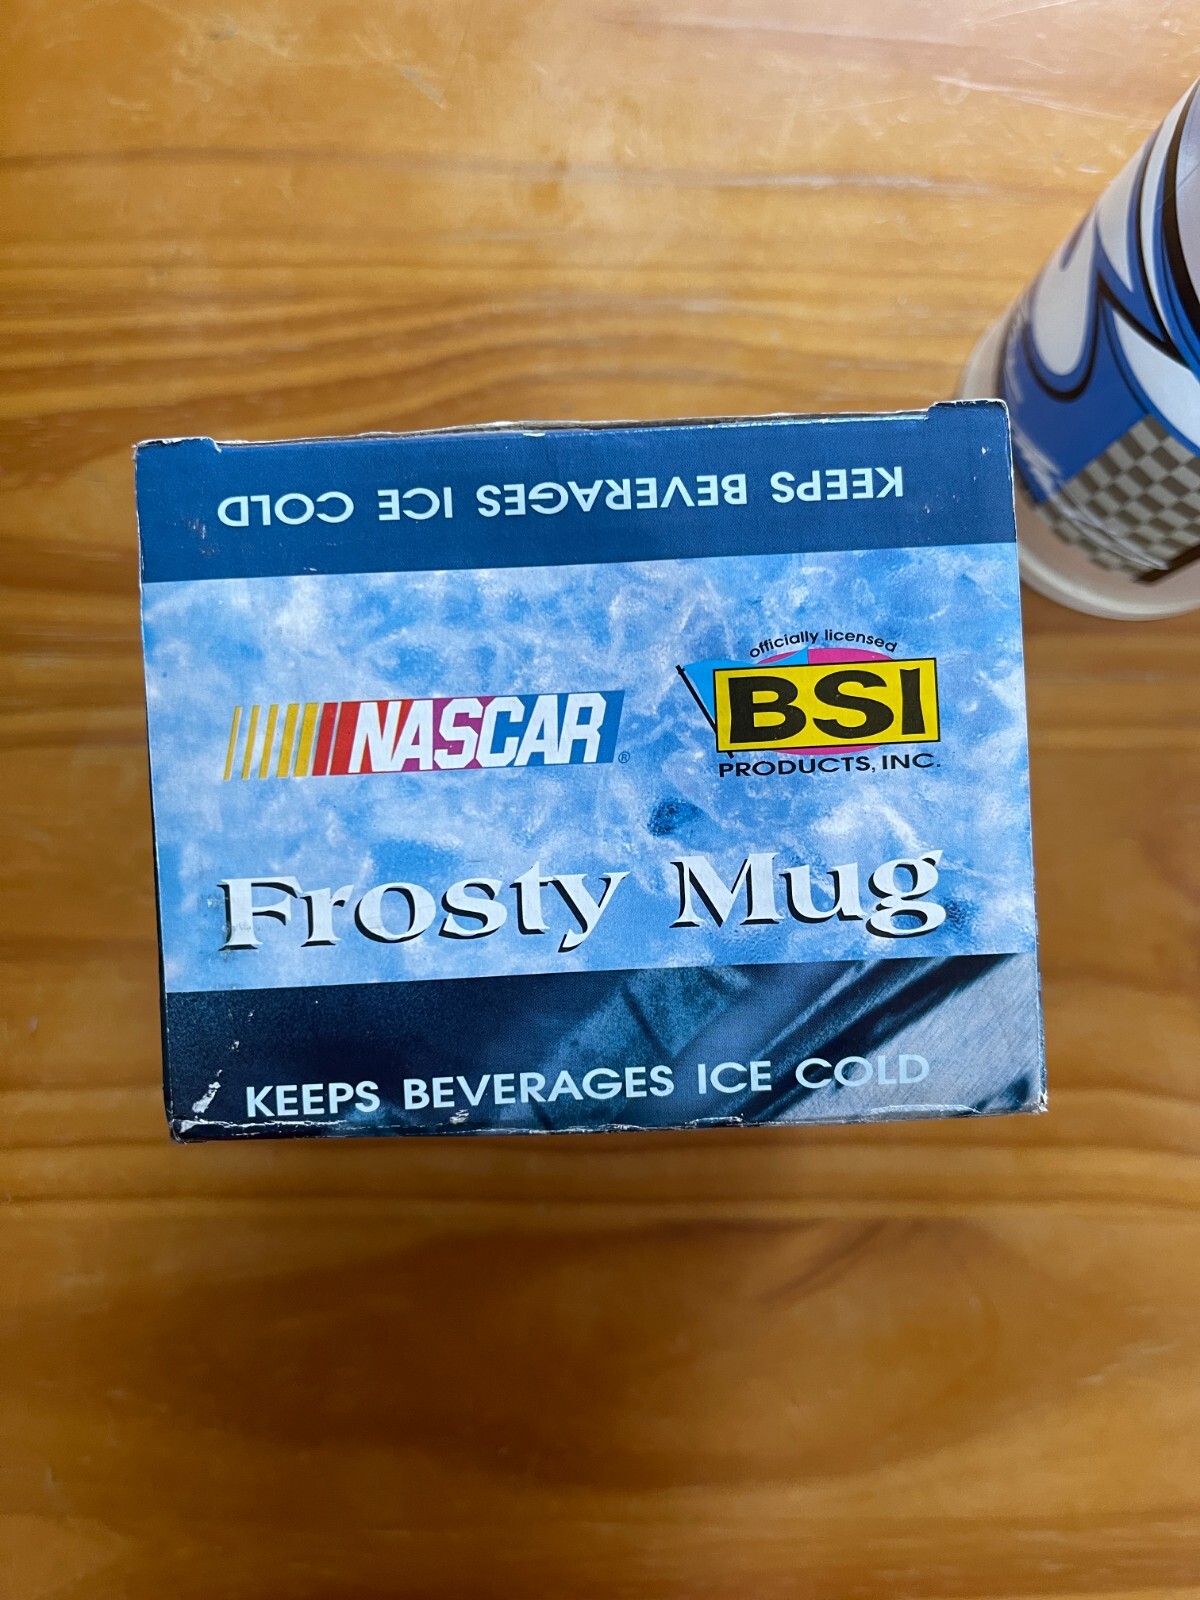 KEEPS BEVERAGES ICE COLD
NASCAR®
officially licensed
BSI
PRODUCTS, INC.
Frosty Mug
KEEPS BEVERAGES ICE COLD